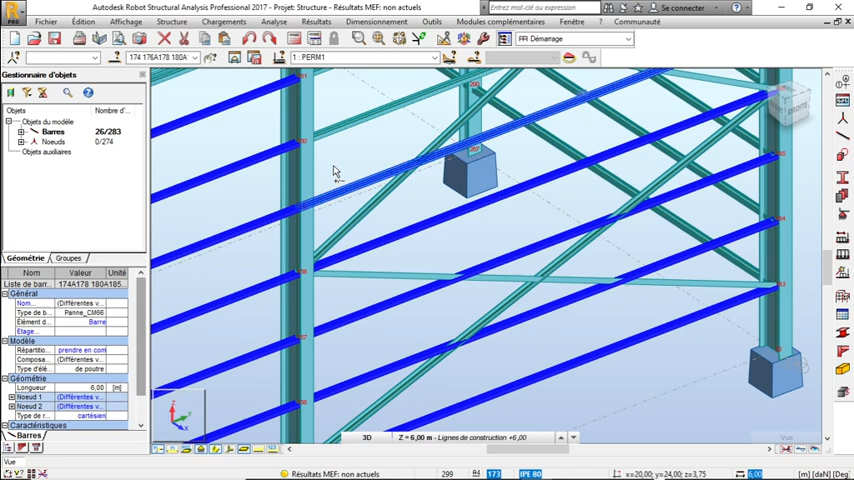 Autodesk Robot Structural Analysis Professional 2017 - Projet: Structure - Résultats MEF: non actuels
Entrez mot-clé ou expression
Se connecter
PRO
Fichier Édition Affichage Structure Chargements Analyse Résultats Dimensionnement Outils Modules complémentaires Fenêtre ? Communauté
Démarrage
174 176A178 180A
1 : PERM1
Gestionnaire d'objets
Objets Nombre d'...
Objets du modèle
Barres 26/283
Noeuds 0/274
Objets auxiliaires
Géométrie Groupes
Nom Valeur Unité
Liste de barr... 174A178 180A185...
Général
Nom... (Différentes v...
Type de b... Panne_CM66
Élément d... Barre
Etage...
Modèle
Répartitio... prendre en com
Composa... (Différentes v...
Type d'élé... de poutre
Géométrie
Longueur 6,00 [m]
Noeud 1 (Différentes v...
Noeud 2 (Différentes v...
Type de r... cartésien
Caractéristiques
Barres
DROITE
Z
Y
X
3D Z = 6,00 m - Lignes de construction +6,00
Vue
Vue
Résultats MEF: non actuels 299 173 IPE 80 x=20,00; y=24,00; z=3,75 6,00 [m] [daN] [Deg]